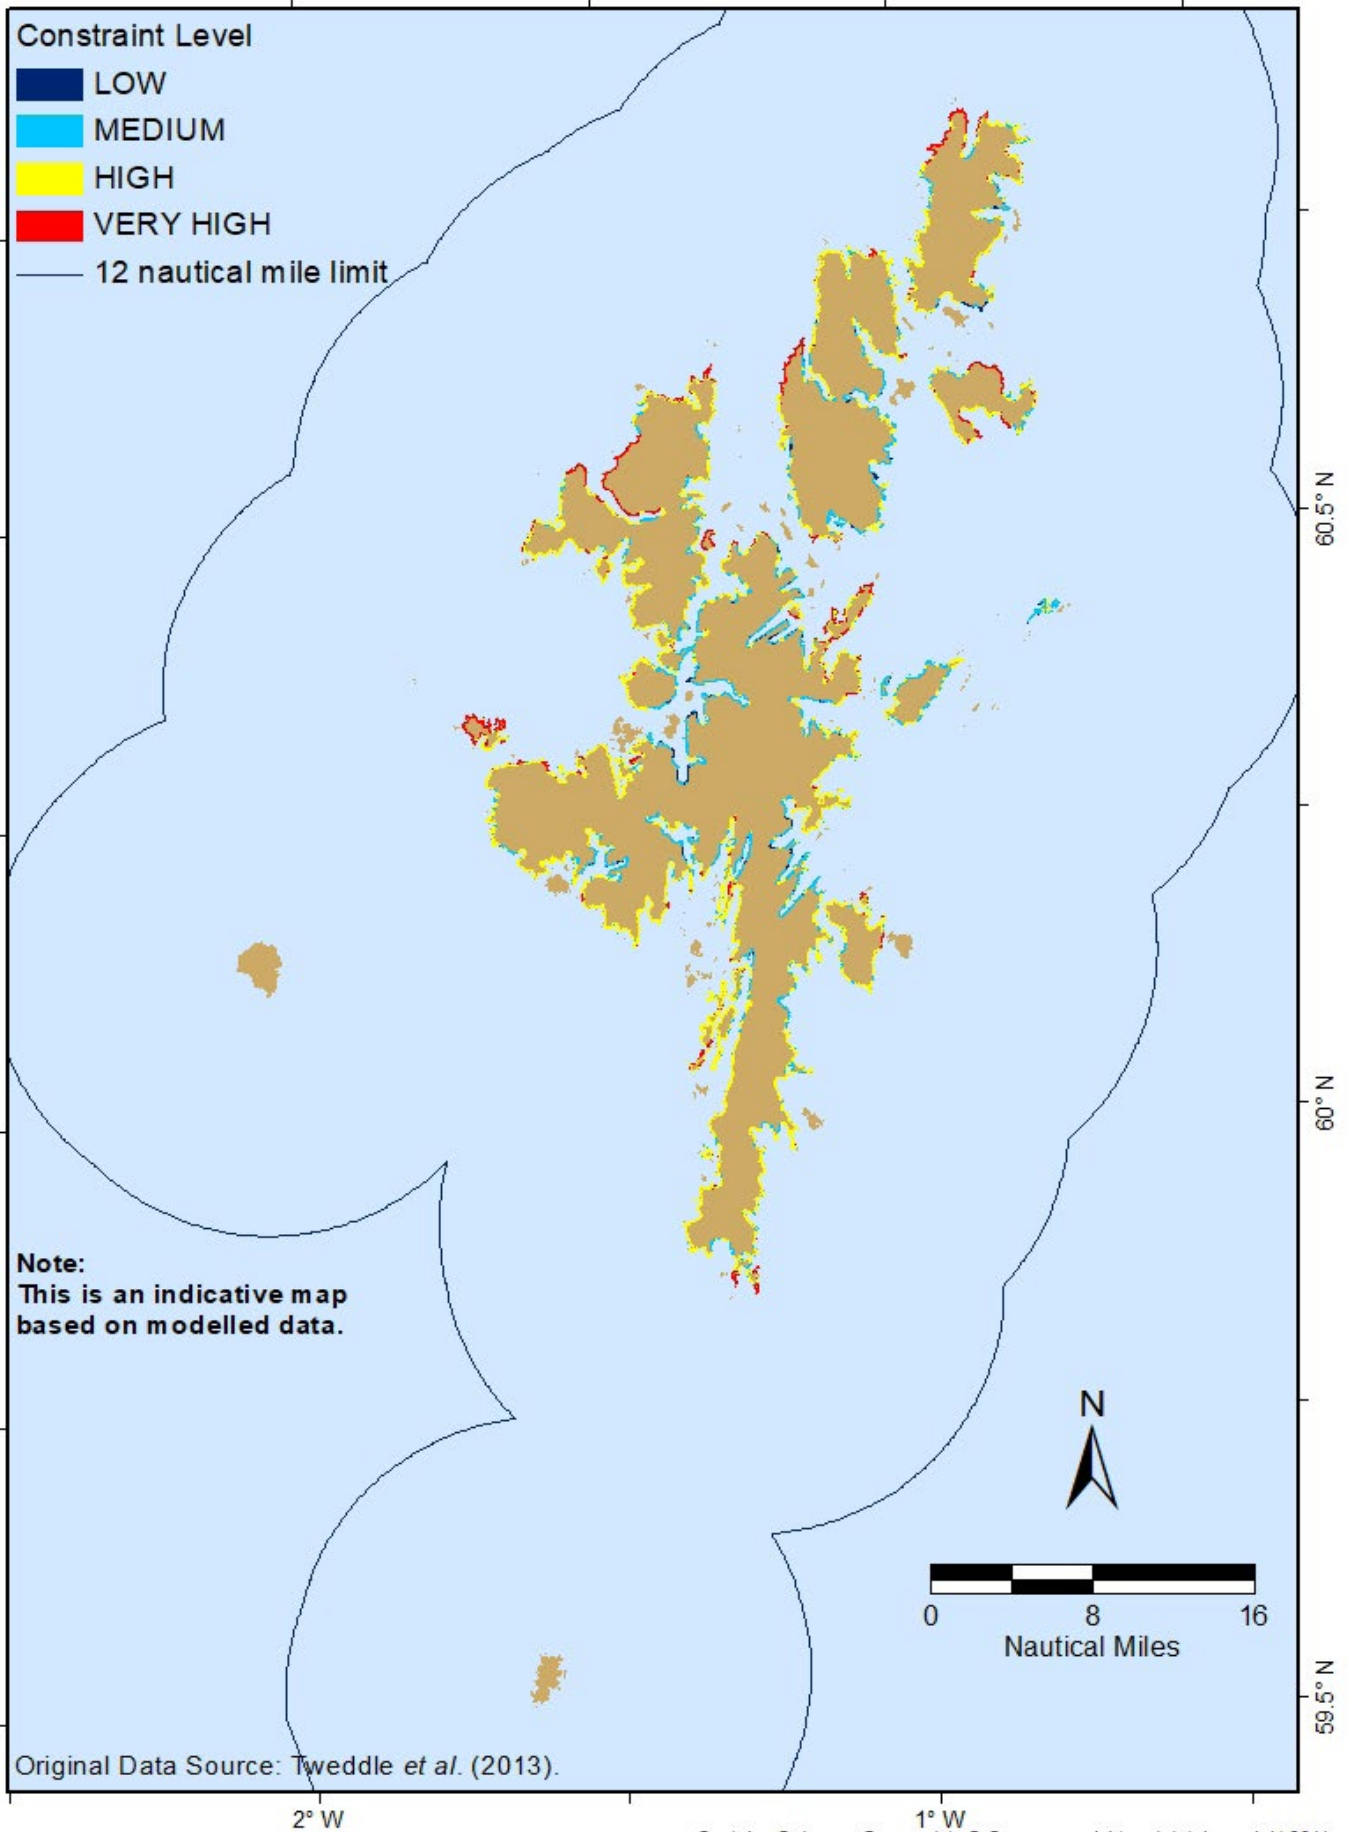 Constraint Level
LOW
MEDIUM
HIGH
VERY HIGH
12 nautical mile limit
60.5° N
60° N
Note:
This is an indicative map
based on modelled data.
N
0 8 16
Nautical Miles
59.5° N
Original Data Source: Tweddle et al. (2013).
2° W
1° W